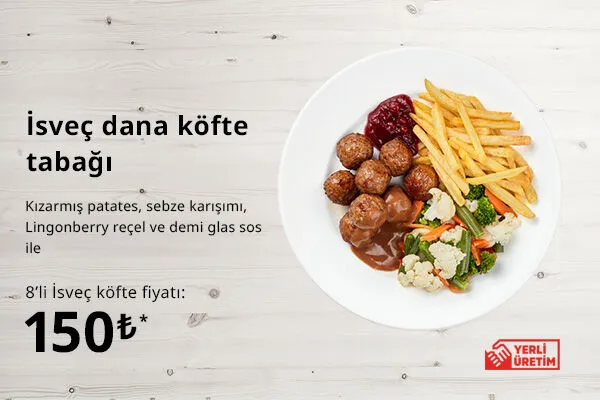 İsveç dana köfte
tabağı
Kızarmış patates, sebze karışımı,
Lingonberry reçel ve demi glas sos
ile
8’li İsveç köfte fiyatı:
150₺*
YERLİ
ÜRETİM